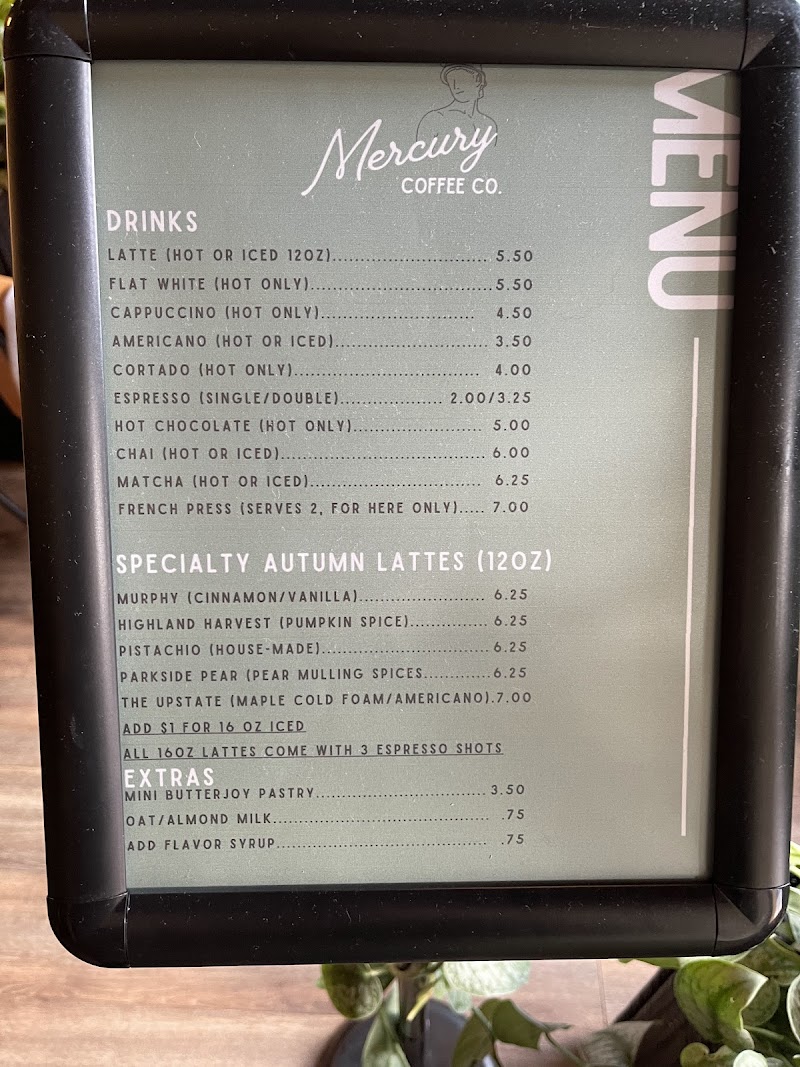 Mercury
COFFEE CO.
MENU
DRINKS
LATTE (HOT OR ICED 12OZ)............................ 5.50
FLAT WHITE (HOT ONLY)................................5.50
CAPPUCCINO (HOT ONLY)........................... 4.50
AMERICANO (HOT OR ICED)........................... 3.50
CORTADO (HOT ONLY)................................ 4.00
ESPRESSO (SINGLE/DOUBLE).................. 2.00/3.25
HOT CHOCOLATE (HOT ONLY)....................... 5.00
CHAI (HOT OR ICED).................................... 6.00
MATCHA (HOT OR ICED).............................. 6.25
FRENCH PRESS (SERVES 2, FOR HERE ONLY)..... 7.00
SPECIALTY AUTUMN LATTES (12OZ)
MURPHY (CINNAMON/VANILLA)...................... 6.25
HIGHLAND HARVEST (PUMPKIN SPICE).............. 6.25
PISTACHIO (HOUSE-MADE)............................. 6.25
PARKSIDE PEAR (PEAR MULLING SPICES............6.25
THE UPSTATE (MAPLE COLD FOAM/AMERICANO).7.00
ADD $1 FOR 16 OZ ICED
ALL 16OZ LATTES COME WITH 3 ESPRESSO SHOTS
EXTRAS
MINI BUTTERJOY PASTRY.............................. 3.50
OAT/ALMOND MILK...................................... .75
ADD FLAVOR SYRUP..................................... .75